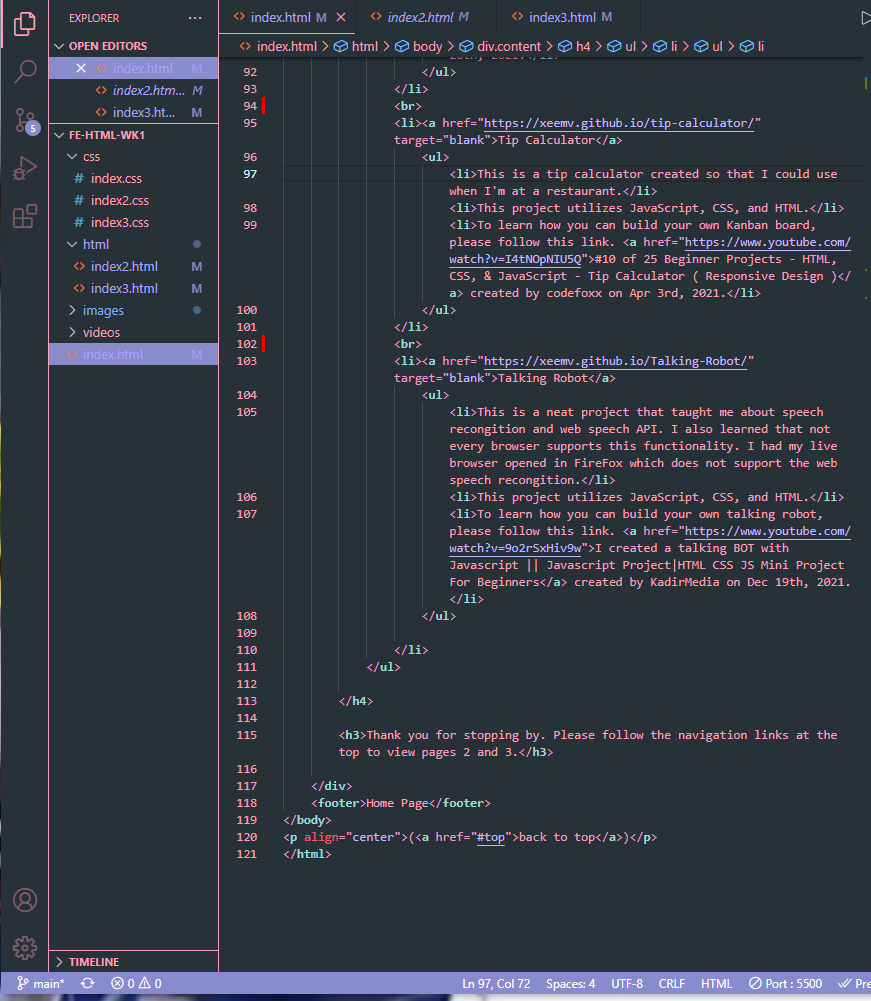 EXPLORER ···
OPEN EDITORS
index.html M
index2.htm... M
index3.ht... M
FE-HTML-WK1
css
# index.css
# index2.css
# index3.css
html
<> index2.html M
<> index3.html M
images
videos
<> index.html M
TIMELINE
5
<> index.html M <> index2.html M <> index3.html M
<> index.html > html > body > div.content > h4 > ul > li > ul > li
92 </ul>
93 </li>
94 <br>
95 <li><a href="https://xeemv.github.io/tip-calculator/"
target="blank">Tip Calculator</a>
96 <ul>
97 <li>This is a tip calculator created so that I could use
when I'm at a restaurant.</li>
98 <li>This project utilizes JavaScript, CSS, and HTML.</li>
99 <li>To learn how you can build your own Kanban board,
please follow this link. <a href="https://www.youtube.com/
watch?v=I4tNOpNIU5Q">#10 of 25 Beginner Projects - HTML,
CSS, & JavaScript - Tip Calculator ( Responsive Design )</
a> created by codefoxx on Apr 3rd, 2021.</li>
100 </ul>
101 </li>
102 <br>
103 <li><a href="https://xeemv.github.io/Talking-Robot/"
target="blank">Talking Robot</a>
104 <ul>
105 <li>This is a neat project that taught me about speech
recongition and web speech API. I also learned that not
every browser supports this functionality. I had my live
browser opened in FireFox which does not support the web
speech recongition.</li>
106 <li>This project utilizes JavaScript, CSS, and HTML.</li>
107 <li>To learn how you can build your own talking robot,
please follow this link. <a href="https://www.youtube.com/
watch?v=9o2rSxHiv9w">I created a talking BOT with
Javascript || Javascript Project|HTML CSS JS Mini Project
For Beginners</a> created by KadirMedia on Dec 19th, 2021.
</li>
108 </ul>
109
110 </li>
111 </ul>
112
113 </h4>
114
115 <h3>Thank you for stopping by. Please follow the navigation links at the
top to view pages 2 and 3.</h3>
116
117 </div>
118 <footer>Home Page</footer>
119 </body>
120 <p align="center">(<a href="#top">back to top</a>)</p>
121 </html>
main* 0 0 Ln 97, Col 72 Spaces: 4 UTF-8 CRLF HTML Port : 5500